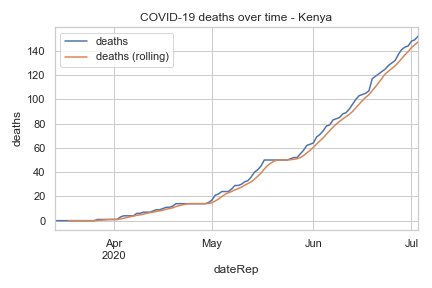 COVID-19 deaths over time - Kenya
deaths
deaths (rolling)
140
120
100
80
60
40
20
0
deaths
Apr
2020
May
Jun
Jul
dateRep